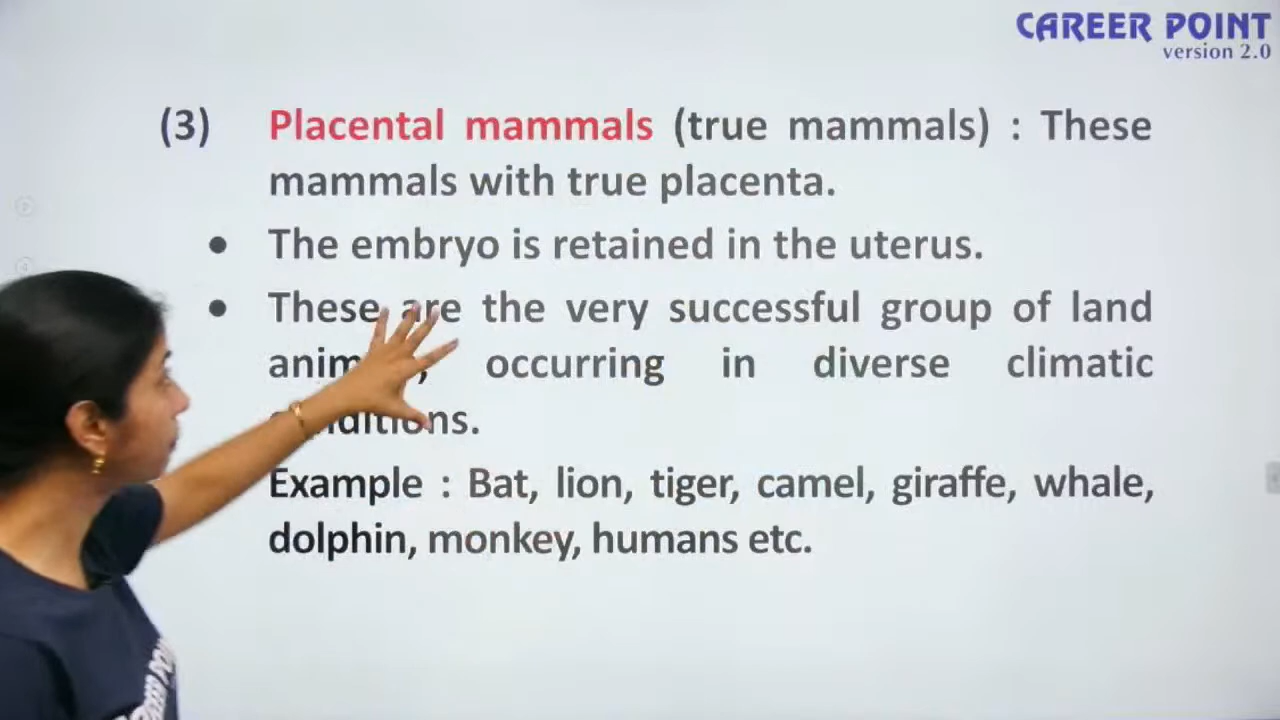 CAREER POINT
version 2.0
(3) Placental mammals (true mammals) : These
mammals with true placenta.
• The embryo is retained in the uterus.
• These are the very successful group of land
occurring in diverse climatic
Example : Bat, lion, tiger, camel, giraffe, whale,
dolphin, monkey, humans etc.